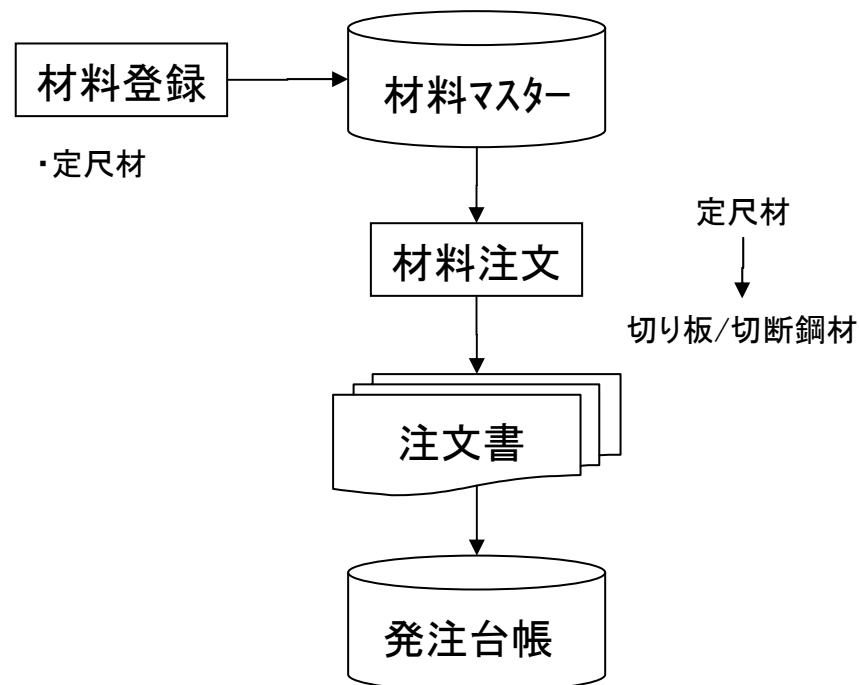 材料登録
材料マスター
・定尺材
材料注文
定尺材
切り板/切断鋼材
注文書
発注台帳